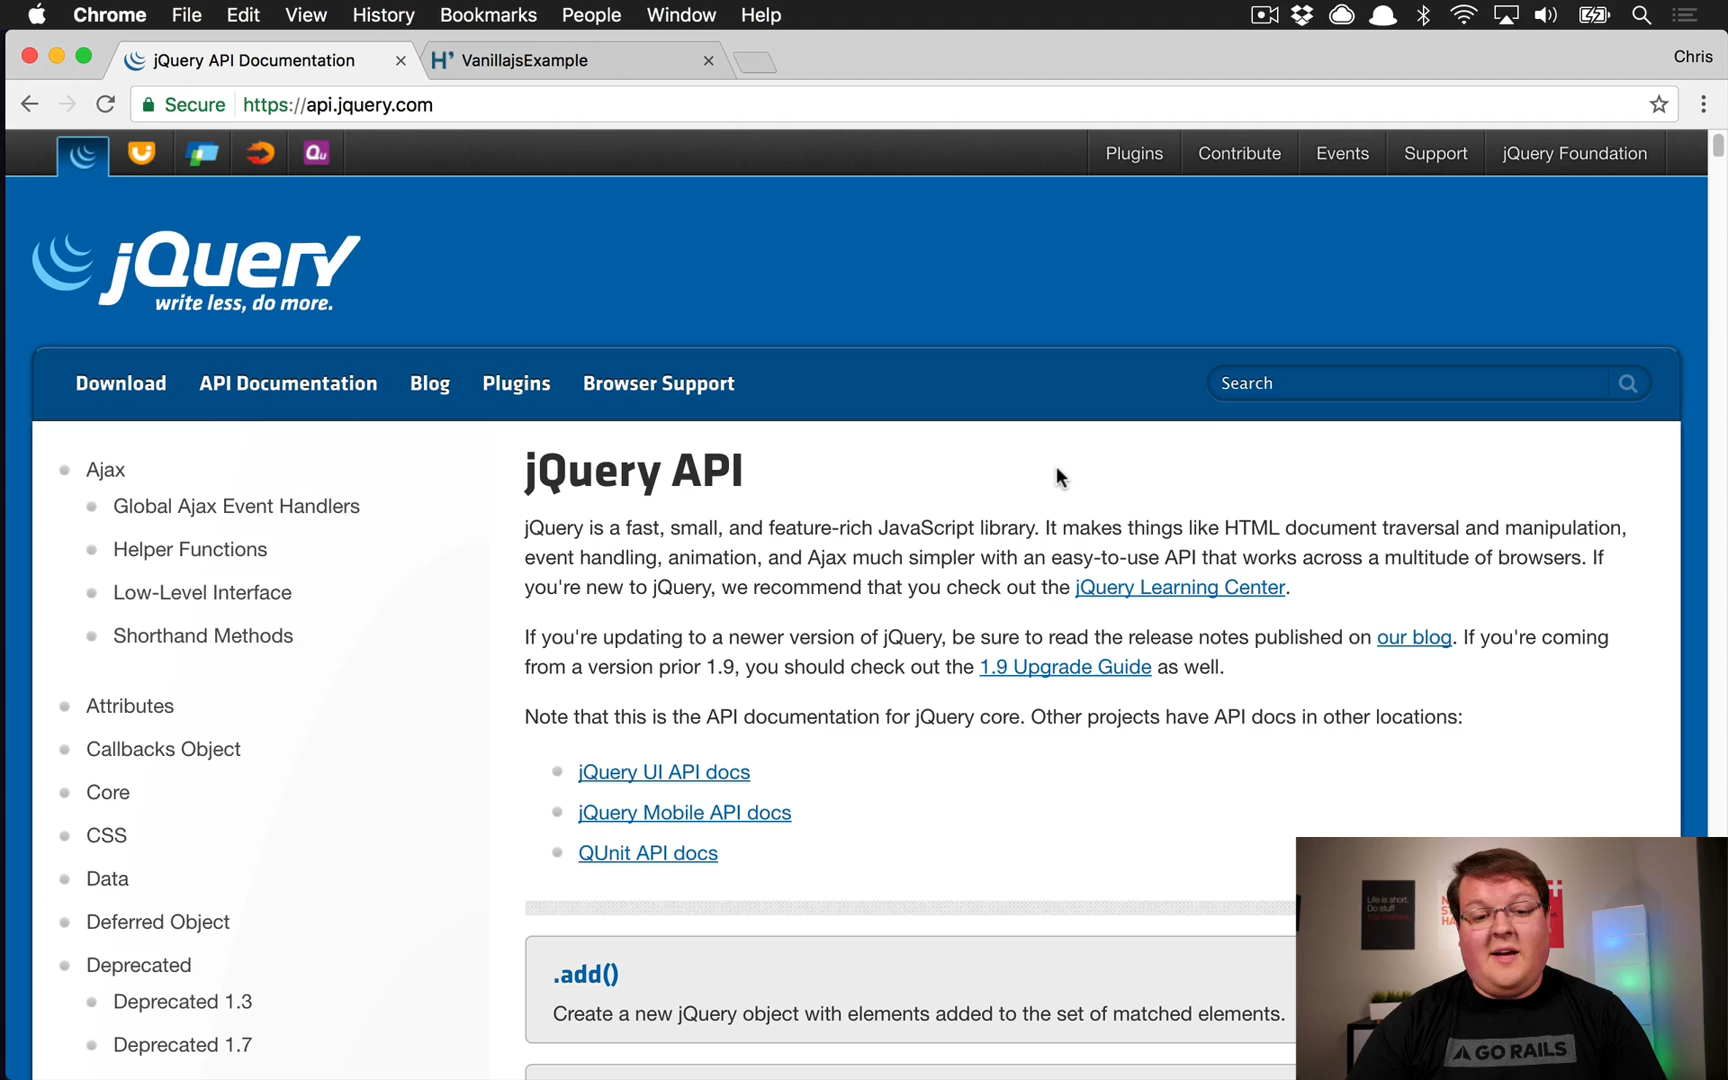 Chrome File Edit View History Bookmarks People Window Help
jQuery API Documentation VanillajsExample Chris
Secure https://api.jquery.com
Qu Plugins Contribute Events Support jQuery Foundation
jQuery
write less, do more.
Download API Documentation Blog Plugins Browser Support Search
Ajax
Global Ajax Event Handlers
Helper Functions
Low-Level Interface
Shorthand Methods
Attributes
Callbacks Object
Core
CSS
Data
Deferred Object
Deprecated
Deprecated 1.3
Deprecated 1.7
jQuery API
jQuery is a fast, small, and feature-rich JavaScript library. It makes things like HTML document traversal and manipulation,
event handling, animation, and Ajax much simpler with an easy-to-use API that works across a multitude of browsers. If
you're new to jQuery, we recommend that you check out the jQuery Learning Center.
If you're updating to a newer version of jQuery, be sure to read the release notes published on our blog. If you're coming
from a version prior 1.9, you should check out the 1.9 Upgrade Guide as well.
Note that this is the API documentation for jQuery core. Other projects have API docs in other locations:
jQuery UI API docs
jQuery Mobile API docs
QUnit API docs
.add()
Create a new jQuery object with elements added to the set of matched elements.
Life is short.
Do stuff
GO RAILS